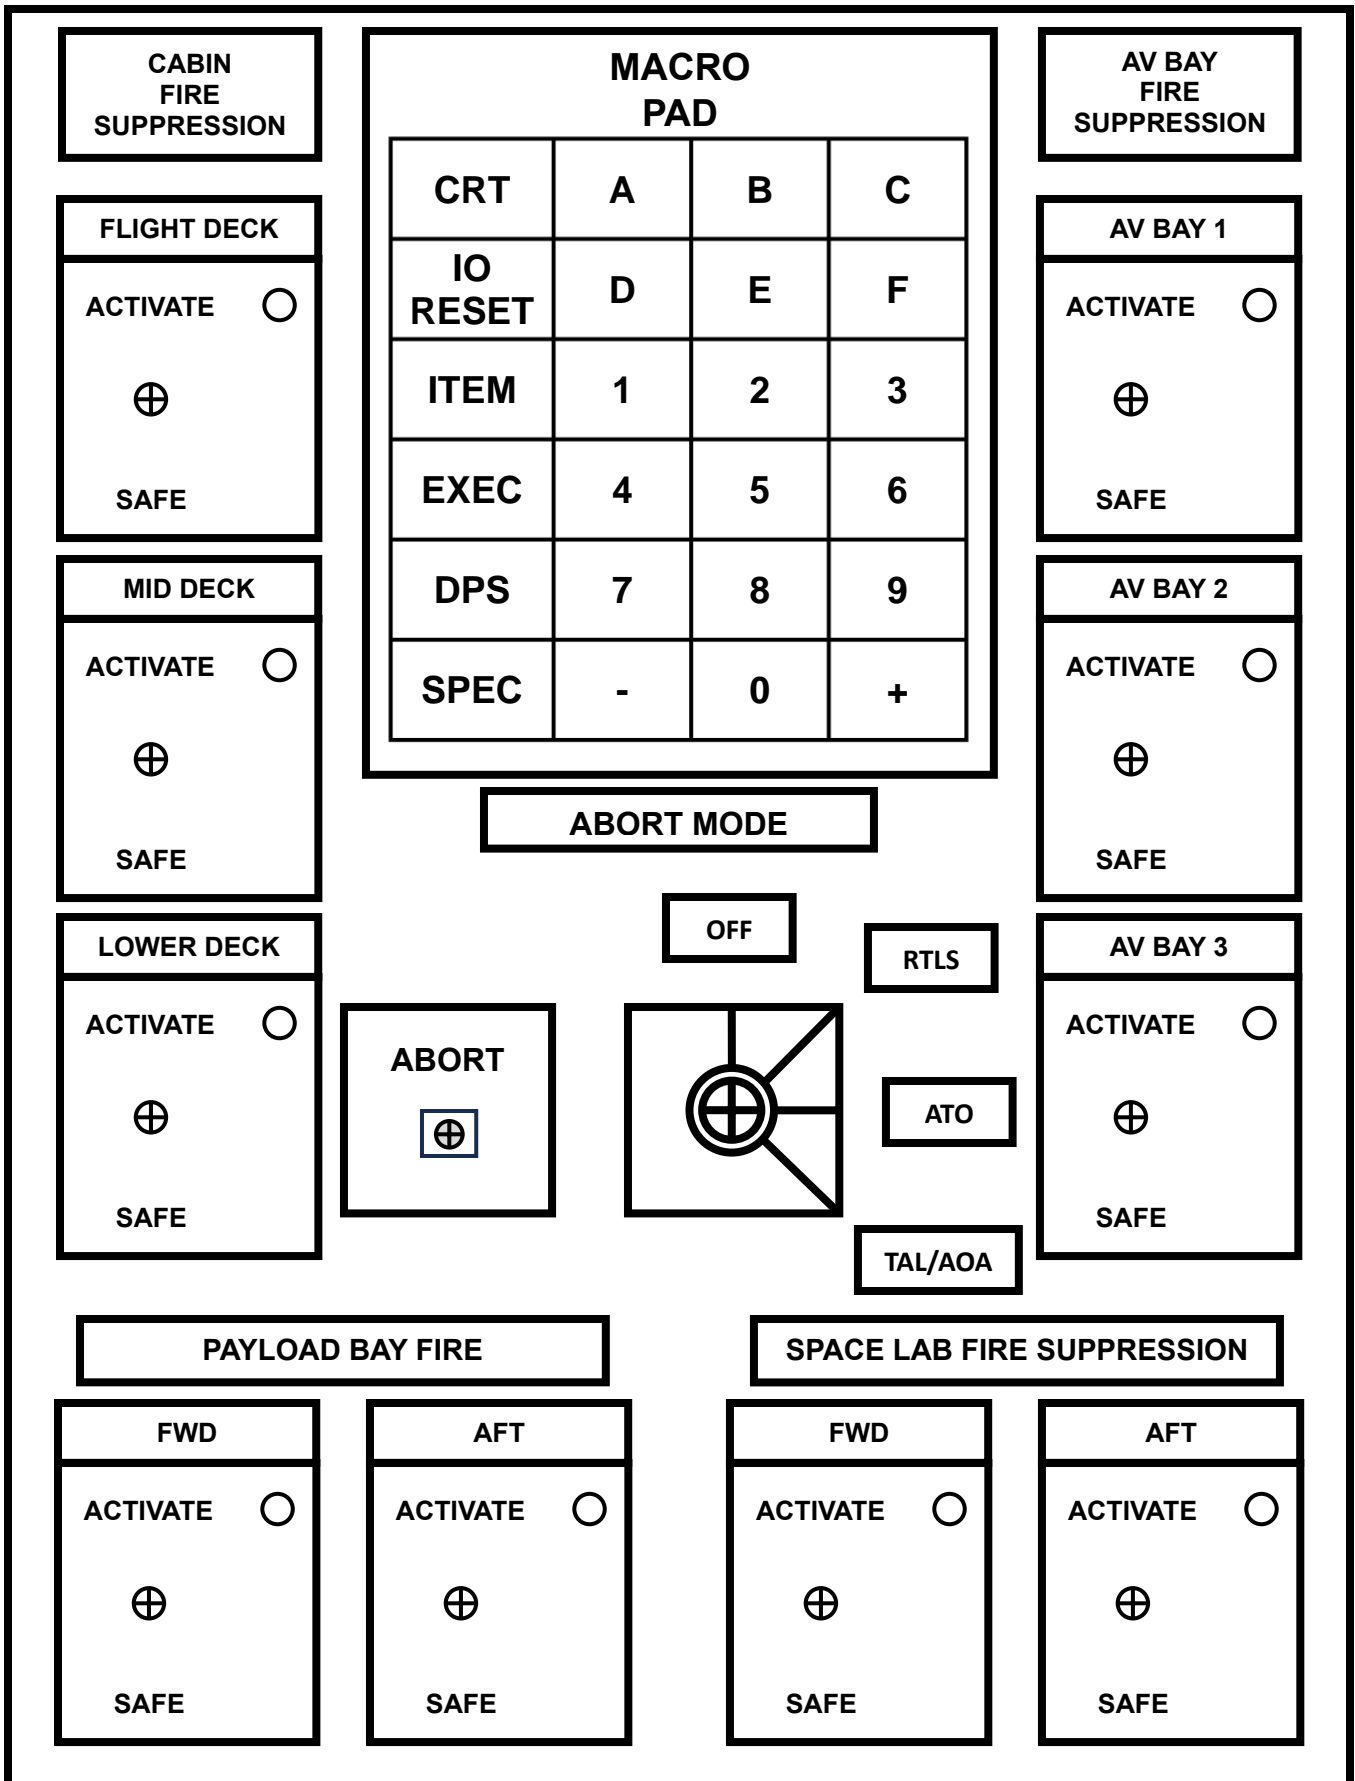 CABIN
FIRE
SUPPRESSION
MACRO
PAD
AV BAY
FIRE
SUPPRESSION
CRT A B C
IO
RESET D E F
ITEM 1 2 3
EXEC 4 5 6
DPS 7 8 9
SPEC - 0 +
FLIGHT DECK
ACTIVATE
SAFE
MID DECK
ACTIVATE
SAFE
LOWER DECK
ACTIVATE
SAFE
AV BAY 1
ACTIVATE
SAFE
AV BAY 2
ACTIVATE
SAFE
AV BAY 3
ACTIVATE
SAFE
ABORT MODE
OFF
RTLS
ABORT
ATO
TAL/AOA
PAYLOAD BAY FIRE
FWD
ACTIVATE
SAFE
AFT
ACTIVATE
SAFE
SPACE LAB FIRE SUPPRESSION
FWD
ACTIVATE
SAFE
AFT
ACTIVATE
SAFE